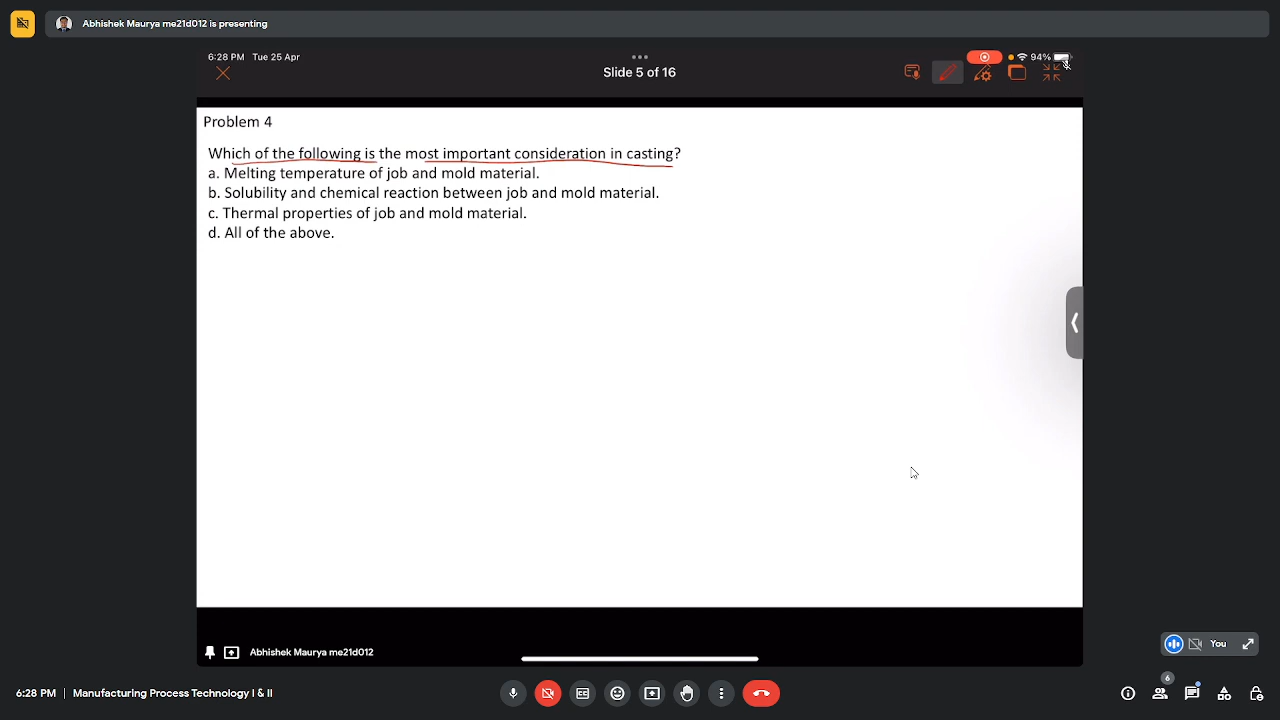 Abhishek Maurya me21d012 is presenting
6:28 PM Tue 25 Apr
94%
Slide 5 of 16
Problem 4
Which of the following is the most important consideration in casting?
a. Melting temperature of job and mold material.
b. Solubility and chemical reaction between job and mold material.
c. Thermal properties of job and mold material.
d. All of the above.
You
Abhishek Maurya me21d012
6
6:28 PM | Manufacturing Process Technology I & II